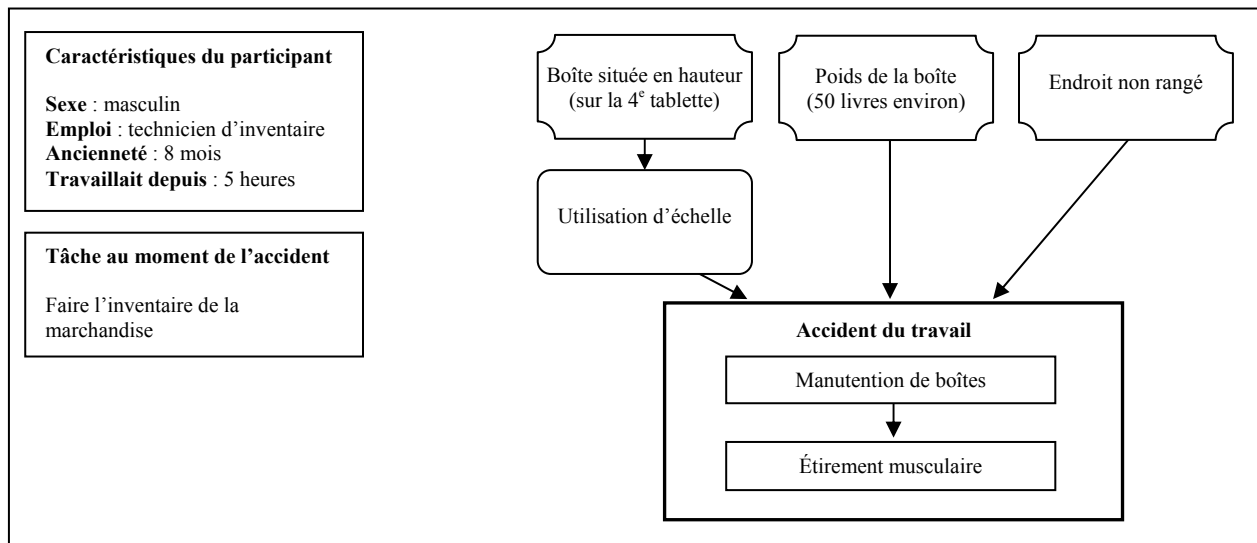 Caractéristiques du participant
Sexe : masculin
Emploi : technicien d’inventaire
Ancienneté : 8 mois
Travaillait depuis : 5 heures
Tâche au moment de l’accident
Faire l’inventaire de la
marchandise
Boîte située en hauteur
(sur la 4e tablette)
Poids de la boîte
(50 livres environ)
Endroit non rangé
Utilisation d’échelle
Accident du travail
Manutention de boîtes
Étirement musculaire